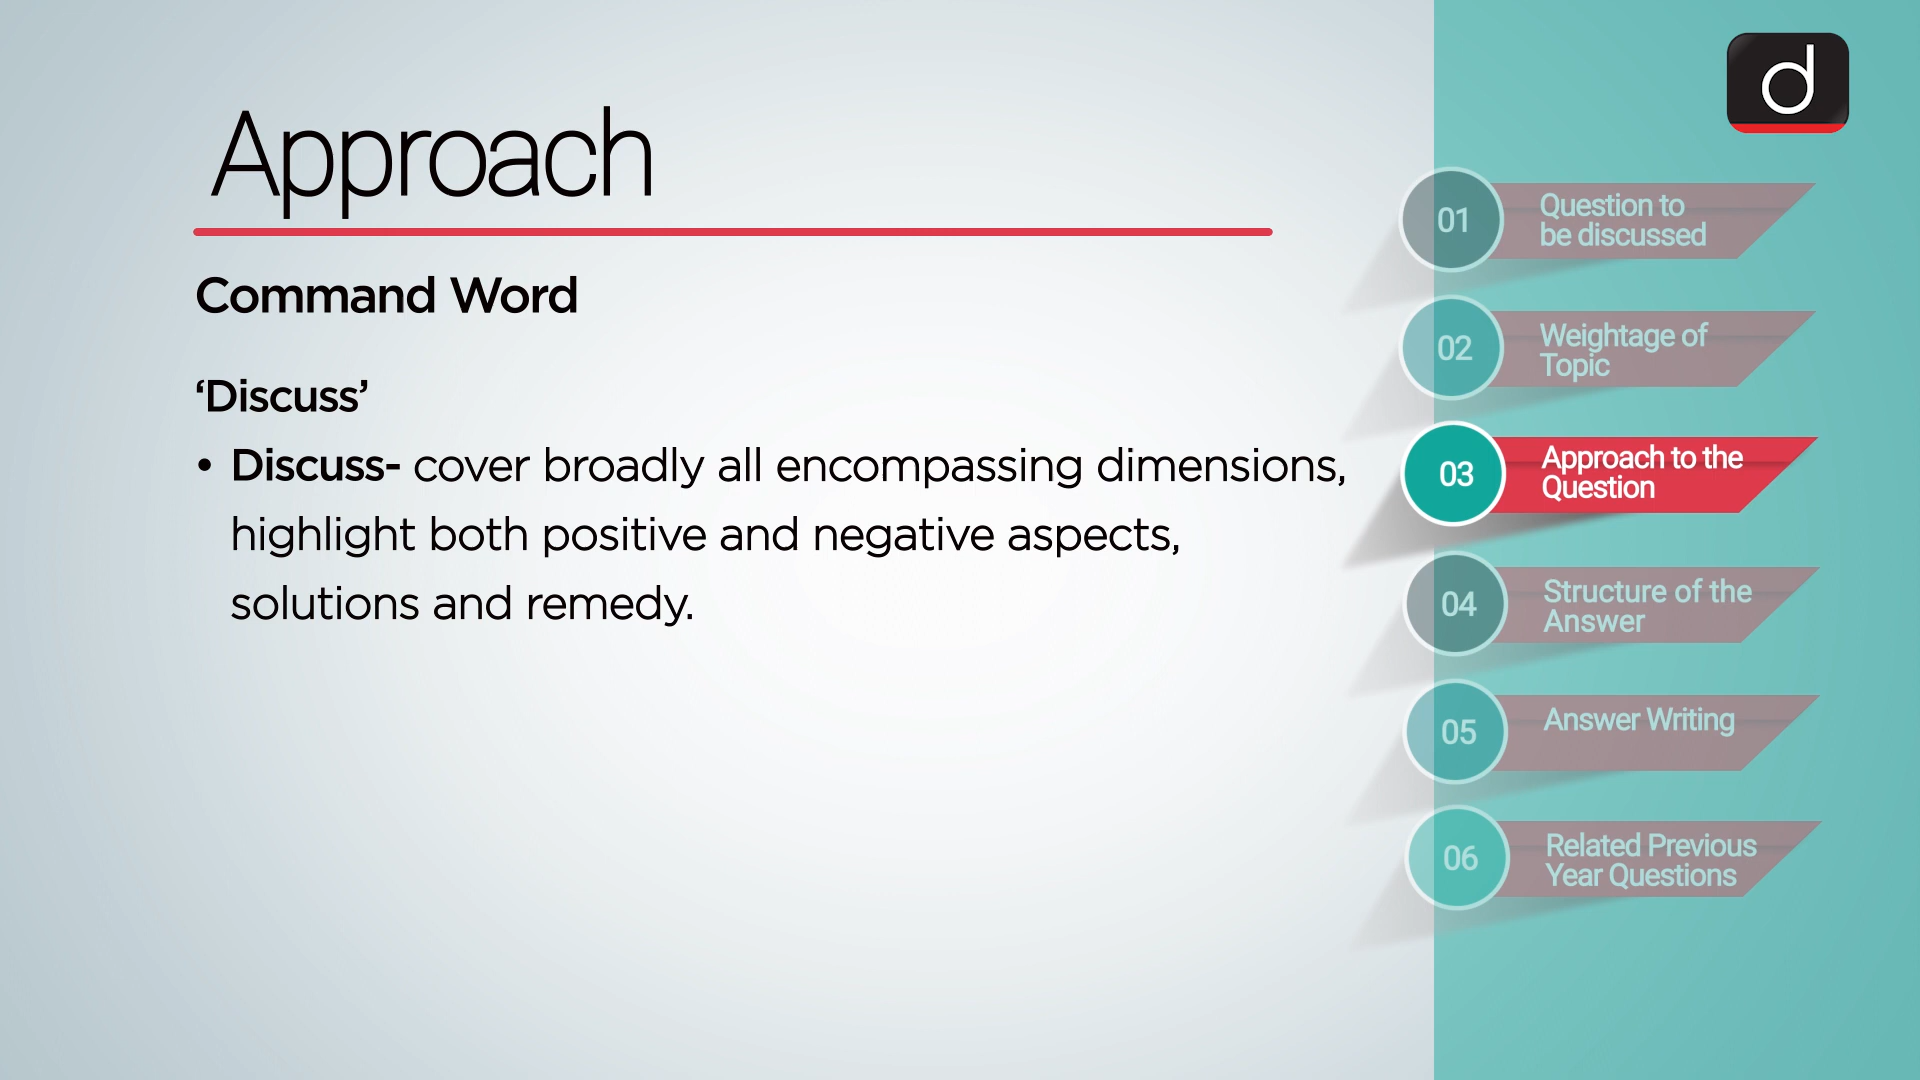 d
Approach
Command Word
‘Discuss’
• Discuss- cover broadly all encompassing dimensions,
highlight both positive and negative aspects,
solutions and remedy.
01
Question to
be discussed
02
Weightage of
Topic
03
Approach to the
Question
04
Structure of the
Answer
05
Answer Writing
06
Related Previous
Year Questions